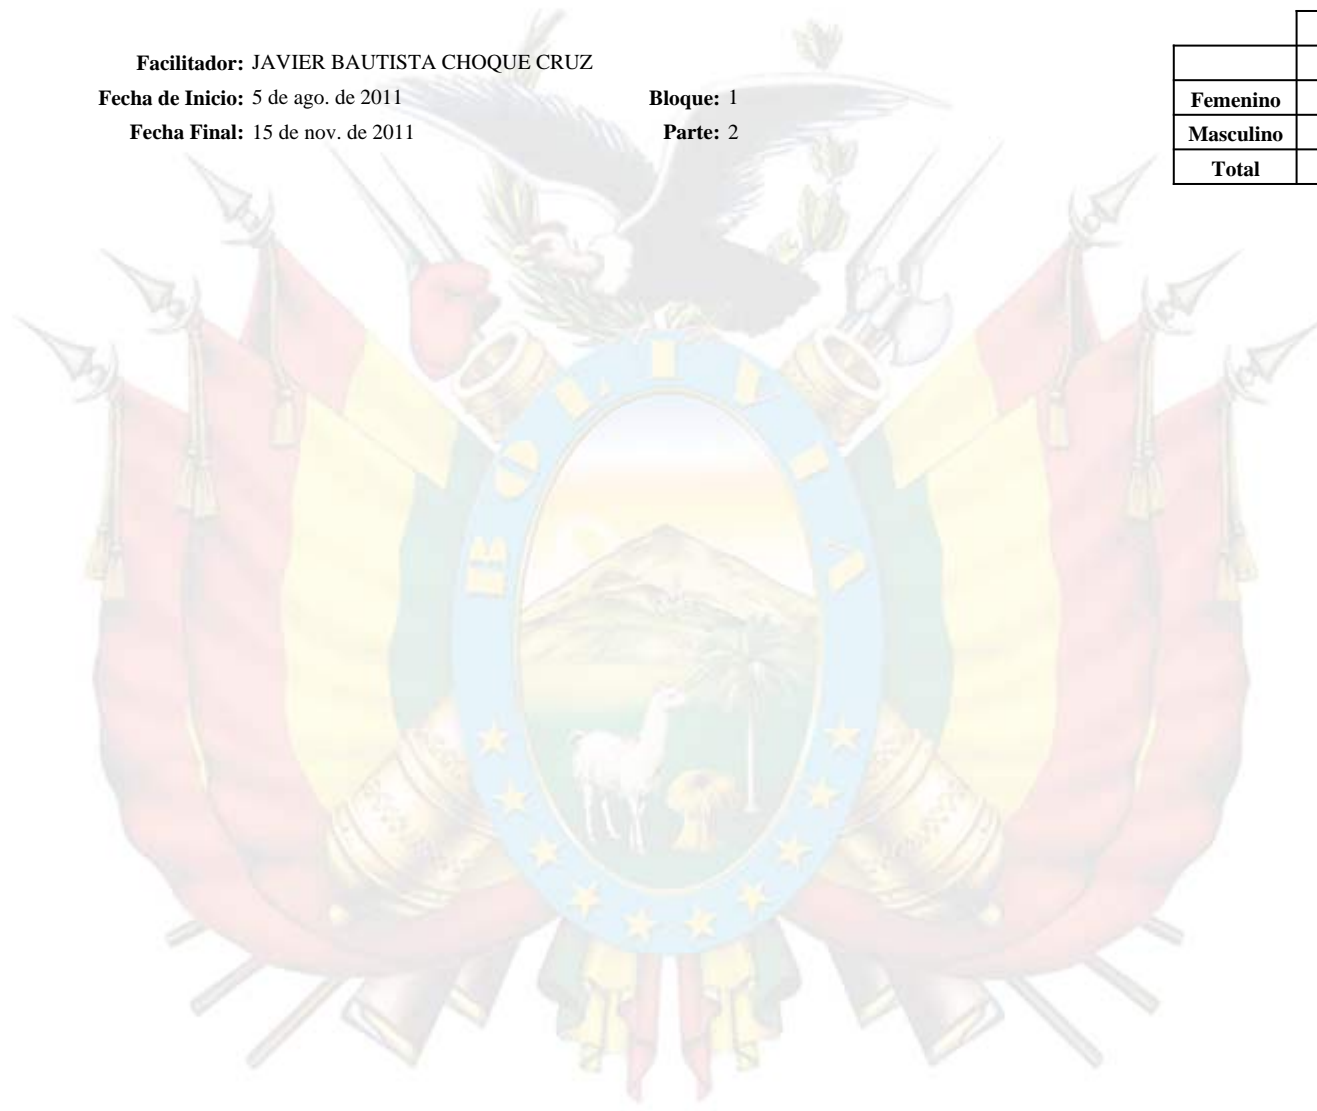 Facilitador: JAVIER BAUTISTA CHOQUE CRUZ
Fecha de Inicio: 5 de ago. de 2011 Bloque: 1
Fecha Final: 15 de nov. de 2011 Parte: 2
Femenino
Masculino
Total
BOLIVIA